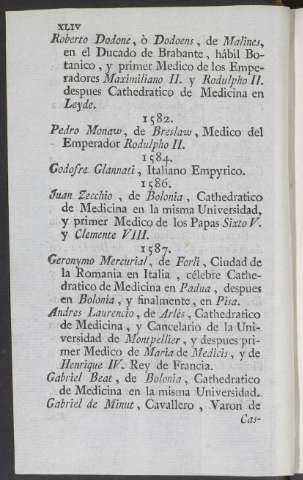 XLIV
Roberto Dodone, ò Dodoens, de Malines,
en el Ducado de Brabante, hábil Bo-
tanico, y primer Medico de los Empe-
radores Maximiliano II. y Rodulpho II.
despues Cathedratico de Medicina en
Leyde.
1582.
Pedro Monaw, de Breslaw, Medico del
Emperador Rodulpho II.
1584.
Godofre Glannati, Italiano Empyrico.
1586.
Juan Zecchio, de Bolonia, Cathedratico
de Medicina en la misma Universidad,
y primer Medico de los Papas Sixto V.
y Clemente VIII.
1587.
Geronymo Mercurial, de Forli, Ciudad de
la Romania en Italia, célebre Cathe-
dratico de Medicina en Padua, despues
en Bolonia, y finalmente, en Pisa.
Andres Laurencio, de Arlés, Cathedratico
de Medicina, y Cancelario de la Uni-
versidad de Montpellier, y despues pri-
mer Medico de Maria de Medicis, y de
Henrique IV. Rey de Francia.
Gabriel Beat, de Bolonia, Cathedratico
de Medicina en la misma Universidad.
Gabriel de Minut, Cavallero, Varon de
Cas-